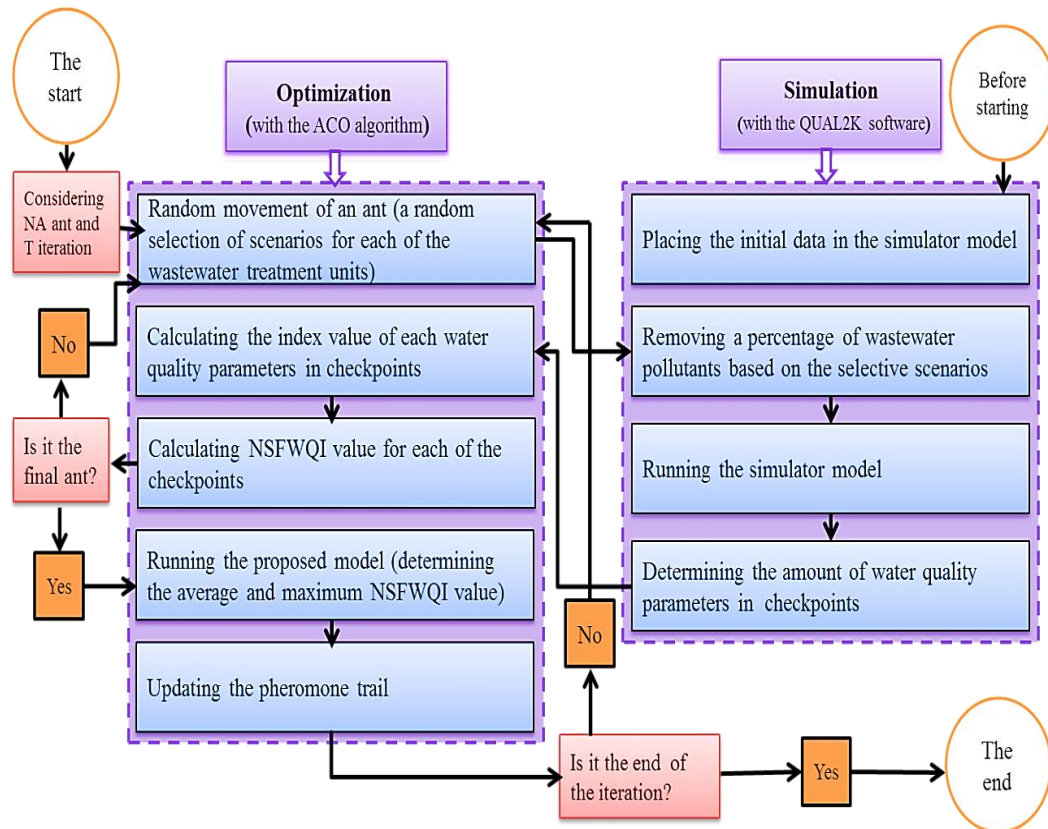 The
start
Optimization
(with the ACO algorithm)
Simulation
(with the QUAL2K software)
Before
starting
Considering
NA ant and
T iteration
Random movement of an ant (a random
selection of scenarios for each of the
wastewater treatment units)
Placing the initial data in the simulator model
No
Calculating the index value of each water
quality parameters in checkpoints
Removing a percentage of wastewater
pollutants based on the selective scenarios
Is it the
final ant?
Calculating NSFWQI value for each of the
checkpoints
Running the simulator model
Yes
Running the proposed model (determining
the average and maximum NSFWQI value)
Determining the amount of water quality
parameters in checkpoints
No
Updating the pheromone trail
Is it the end of
the iteration?
Yes
The
end